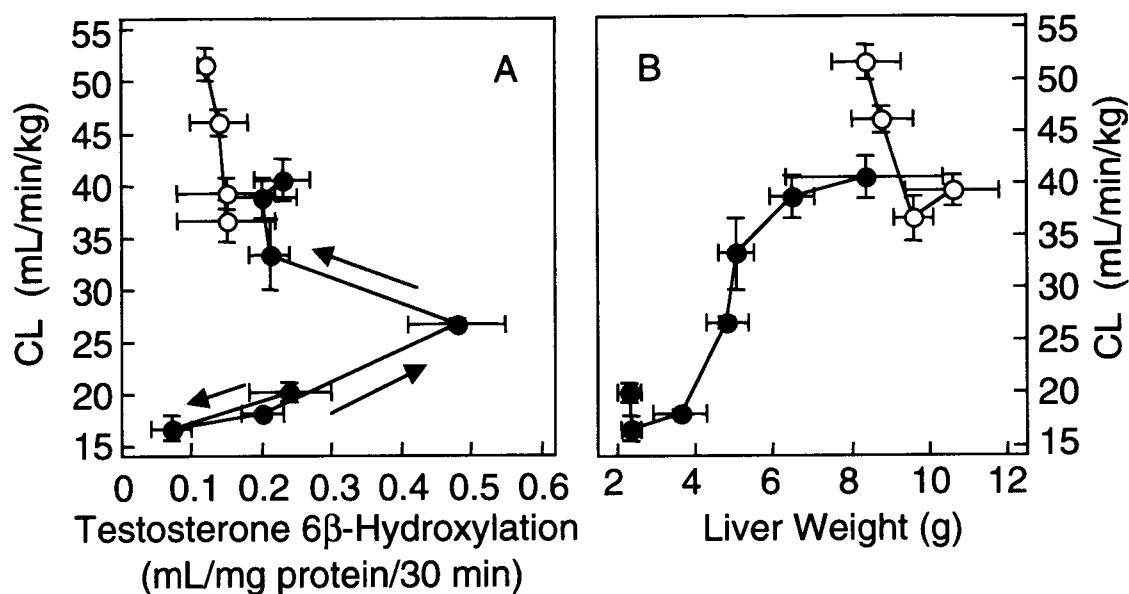 A
B
55
50
45
40
35
30
25
20
15
CL (mL/min/kg)
0 0.1 0.2 0.3 0.4 0.5 0.6
Testosterone 6β-Hydroxylation
(mL/mg protein/30 min)
2 4 6 8 10 12
Liver Weight (g)
55
50
45
40
35
30
25
20
15
CL (mL/min/kg)